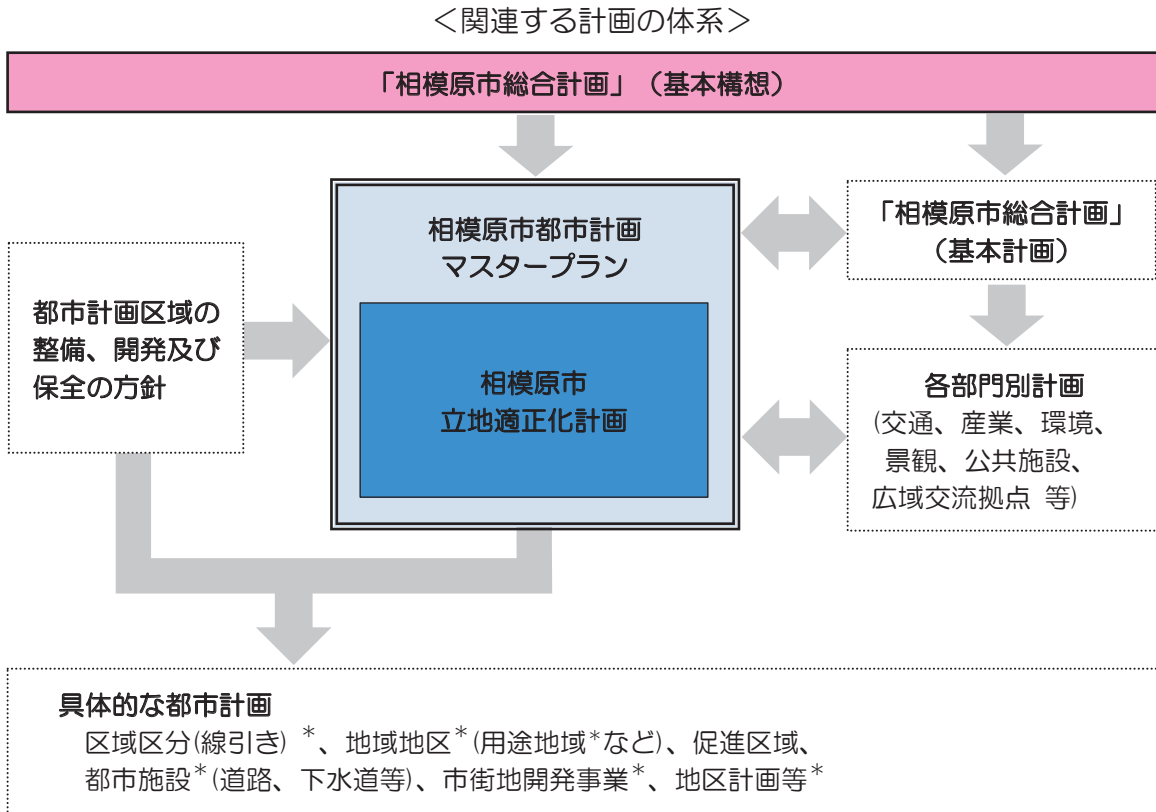 ＜関連する計画の体系＞
「相模原市総合計画」（基本構想）
相模原市都市計画
マスタープラン
「相模原市総合計画」
（基本計画）
都市計画区域の
整備、開発及び
保全の方針
相模原市
立地適正化計画
各部門別計画
(交通、産業、環境、
景観、公共施設、
広域交流拠点 等)
具体的な都市計画
区域区分(線引き) *、地域地区*(用途地域*など)、促進区域、
都市施設*(道路、下水道等)、市街地開発事業*、地区計画等*